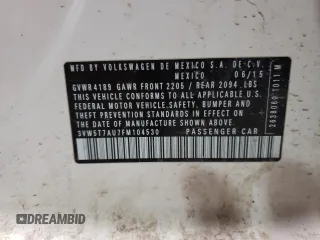 MFD BY VOLKSWAGEN DE MEXICO S.A. DE C.V.
MEXICO 06/15
GVWR 4189 GAWR FRONT 2205 / REAR 2094 LBS
THIS VEHICLE CONFORMS TO ALL APPLICABLE U.S.
FEDERAL MOTOR VEHICLE, SAFETY, BUMPER AND
THEFT PREVENTION STANDARDS IN EFFECT ON THE
DATE OF MANUFACTURE SHOWN ABOVE.
3VW5T7AU7FM104530 PASSENGER CAR
2638060 1011 M
DREAMBID